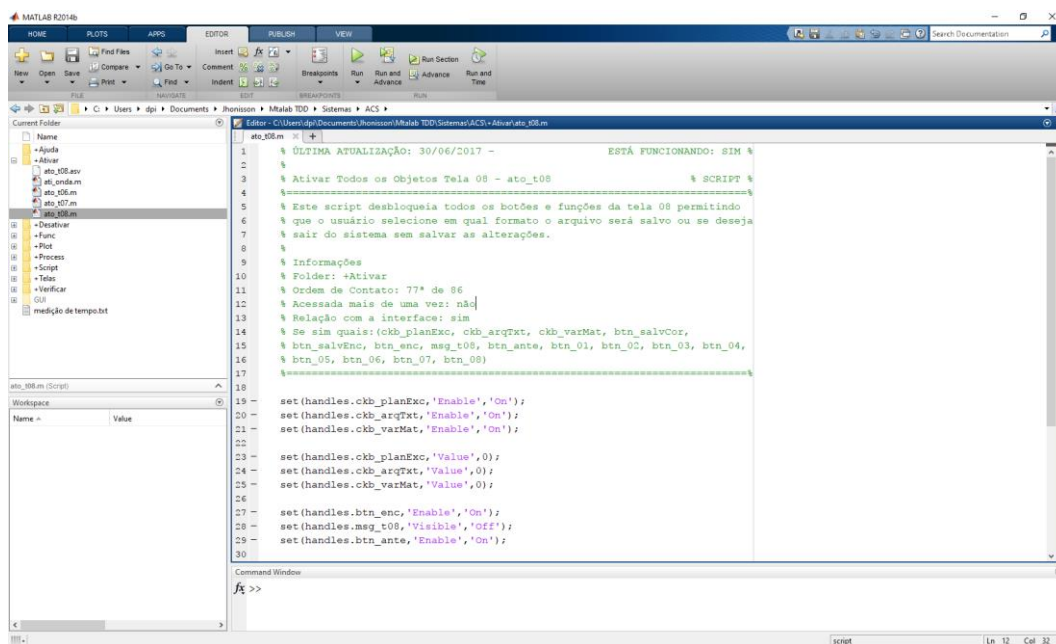 MATLAB R2014b
HOME PLOTS APPS EDITOR PUBLISH VIEW
Search Documentation
New Open Save Find Files Compare Print
Go To Find
Insert Comment Indent
Breakpoints Run Run and Advance Run Section Advance Run and Time
FILE NAVIGATE EDIT BREAKPOINTS RUN
C: Users dpi Documents Jhonisson Mtalab TDD Sistemas ACS
Current Folder
Name
+Ajuda
+Ativar
ato_t08.asv
ati_onda.m
ato_t06.m
ato_t07.m
ato_t08.m
+Desativar
+Func
+Plot
+Process
+Script
+Telas
+Verificar
GUI
medição de tempo.txt
ato_t08.m (Script)
Workspace
Name Value
Editor - C:\Users\dpi\Documents\Jhonisson\Mtalab TDD\Sistemas\ACS\+Ativar\ato_t08.m
ato_t08.m
1 % ÚLTIMA ATUALIZAÇÃO: 30/06/2017 - ESTÁ FUNCIONANDO: SIM %
2 %
3 % Ativar Todos os Objetos Tela 08 - ato_t08 % SCRIPT %
4 %==========================================================%
5 % Este script desbloqueia todos os botões e funções da tela 08 permitindo
6 % que o usuário selecione em qual formato o arquivo será salvo ou se deseja
7 % sair do sistema sem salvar as alterações.
8 %
9 % Informações
10 % Folder: +Ativar
11 % Ordem de Contato: 77ª de 86
12 % Acessada mais de uma vez: não
13 % Relação com a interface: sim
14 % Se sim quais:(ckb_planExc, ckb_arqTxt, ckb_varMat, btn_salvCor,
15 % btn_salvEnc, btn_enc, msg_t08, btn_ante, btn_01, btn_02, btn_03, btn_04,
16 % btn_05, btn_06, btn_07, btn_08)
17 %==========================================================%
18
19 - set(handles.ckb_planExc,'Enable','On');
20 - set(handles.ckb_arqTxt,'Enable','On');
21 - set(handles.ckb_varMat,'Enable','On');
22
23 - set(handles.ckb_planExc,'Value',0);
24 - set(handles.ckb_arqTxt,'Value',0);
25 - set(handles.ckb_varMat,'Value',0);
26
27 - set(handles.btn_enc,'Enable','On');
28 - set(handles.msg_t08,'Visible','Off');
29 - set(handles.btn_ante,'Enable','On');
30
Command Window
fx >>
script Ln 12 Col 32